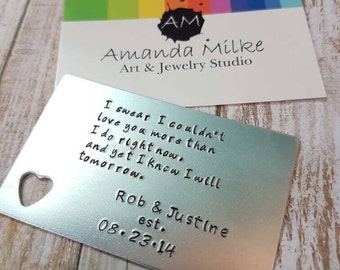 AM
Amanda Milke
Art & Jewelry Studio
I swear I couldn't
love you more than
I do right now.
and yet I know I will
tomorrow.
Rob & Justine
est.
08.23.14